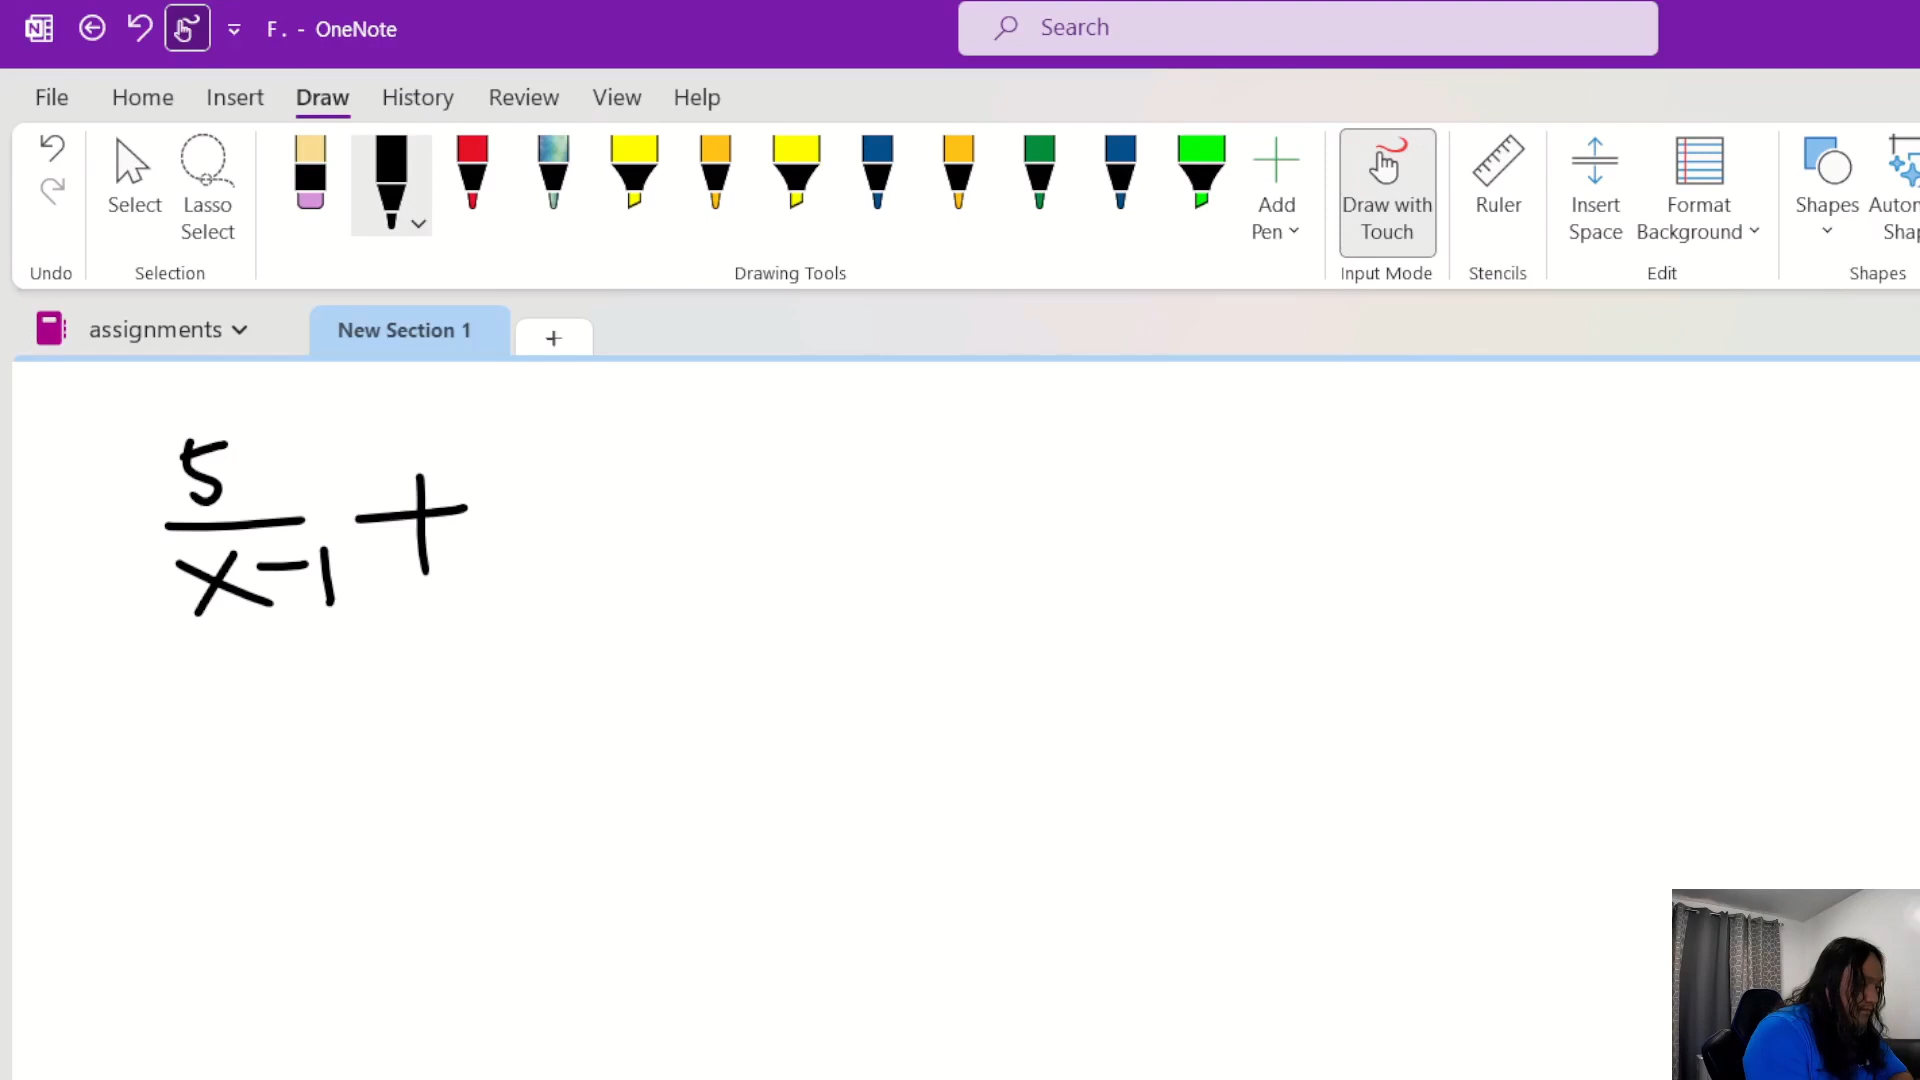 F. - OneNote
Search
File Home Insert Draw History Review View Help
Select
Lasso Select
Add Pen
Draw with Touch
Ruler
Insert Space
Format Background
Shapes
Undo Selection Drawing Tools Input Mode Stencils Edit Shapes
assignments New Section 1 +
5
x-1 +